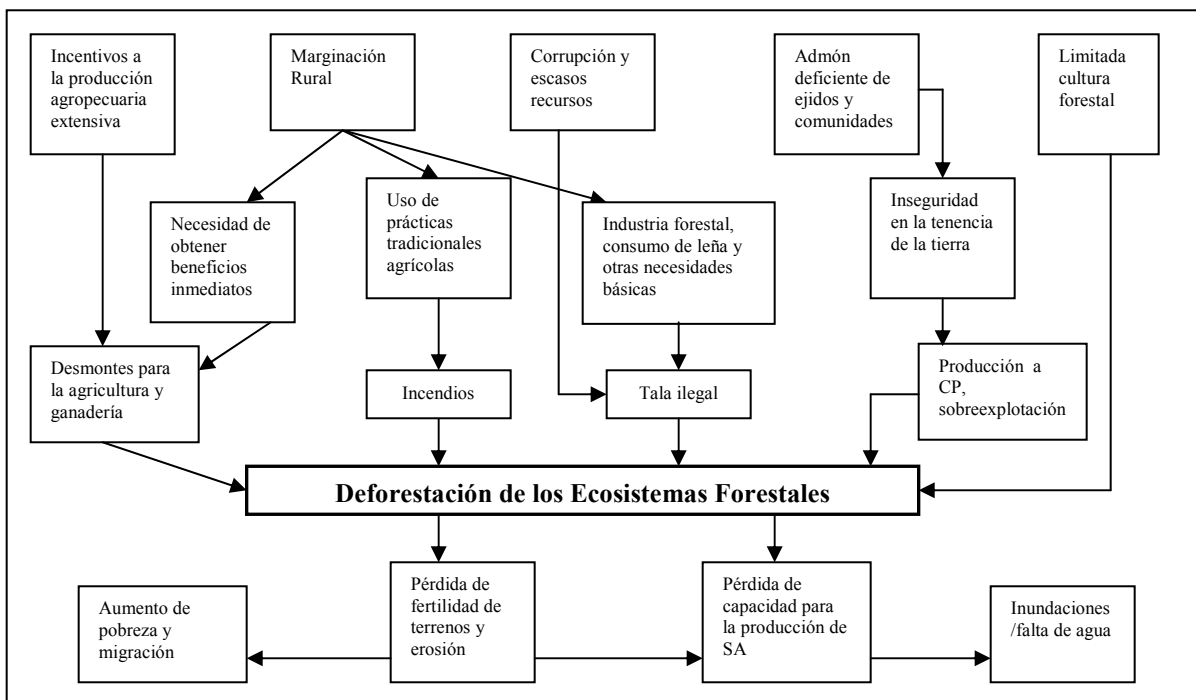 Incentivos a
la producción
agropecuaria
extensiva
Marginación
Rural
Corrupción y
escasos
recursos
Admón
deficiente de
ejidos y
comunidades
Limitada
cultura
forestal
Necesidad de
obtener
beneficios
inmediatos
Uso de
prácticas
tradicionales
agrícolas
Industria forestal,
consumo de leña y
otras necesidades
básicas
Inseguridad
en la tenencia
de la tierra
Desmontes para
la agricultura y
ganadería
Incendios
Tala ilegal
Producción a
CP,
sobreexplotación
Deforestación de los Ecosistemas Forestales
Aumento de
pobreza y
migración
Pérdida de
fertilidad de
terrenos y
erosión
Pérdida de
capacidad para
la producción de
SA
Inundaciones
/falta de agua